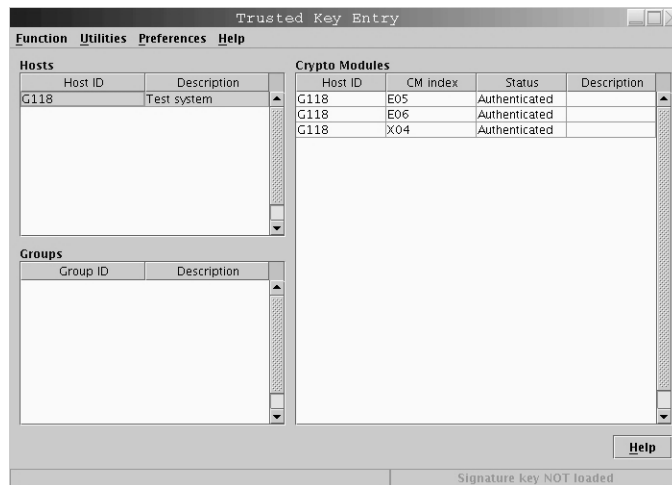 Trusted Key Entry
Function Utilities Preferences Help
Hosts
Host ID Description
G118 Test system
Groups
Group ID Description
Crypto Modules
Host ID CM index Status Description
G118 E05 Authenticated
G118 E06 Authenticated
G118 X04 Authenticated
Help
Signature key NOT loaded